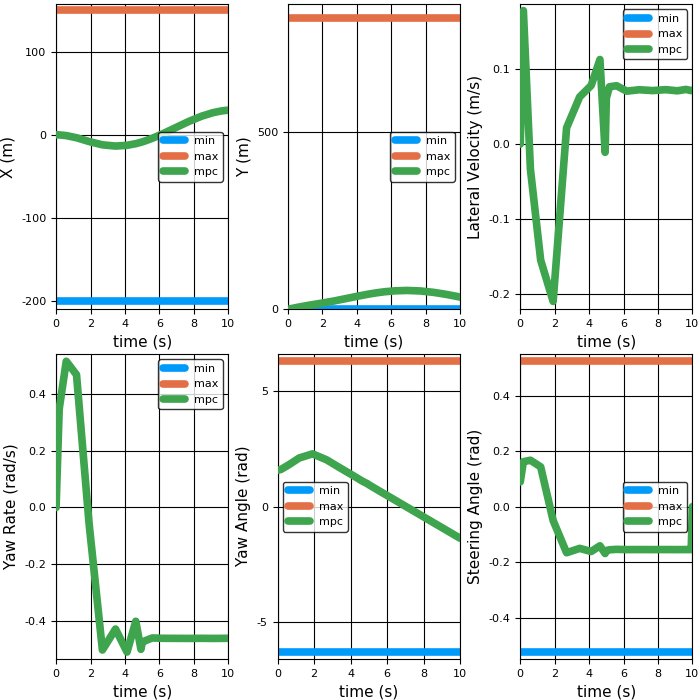 X (m)
100
0
-100
-200
0 2 4 6 8 10
time (s)
min
max
mpc
Y (m)
500
0
0 2 4 6 8 10
time (s)
min
max
mpc
Lateral Velocity (m/s)
0.1
0.0
-0.1
-0.2
0 2 4 6 8 10
time (s)
min
max
mpc
Yaw Rate (rad/s)
0.4
0.2
0.0
-0.2
-0.4
0 2 4 6 8 10
time (s)
min
max
mpc
Yaw Angle (rad)
5
0
-5
0 2 4 6 8 10
time (s)
min
max
mpc
Steering Angle (rad)
0.4
0.2
0.0
-0.2
-0.4
0 2 4 6 8 10
time (s)
min
max
mpc